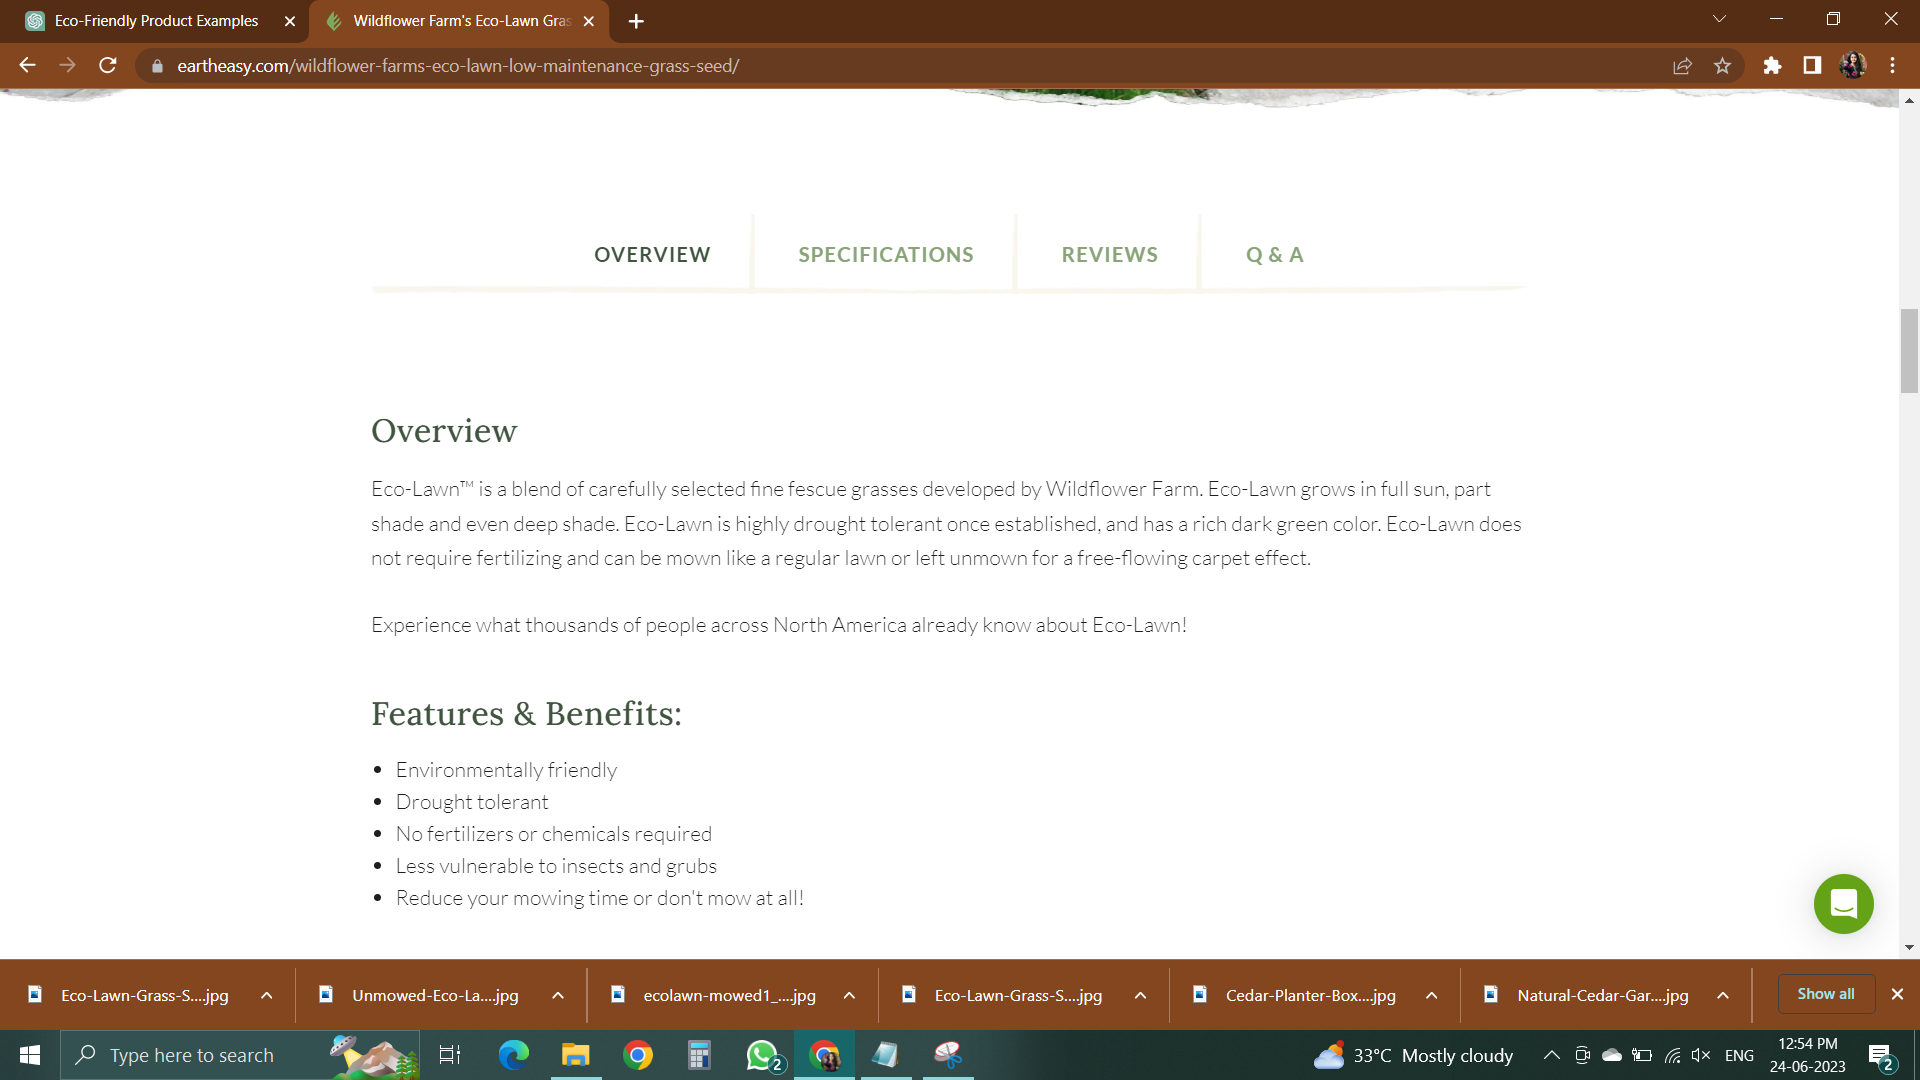 Eco-Friendly Product Examples
Wildflower Farm's Eco-Lawn Gras
eartheasy.com/wildflower-farms-eco-lawn-low-maintenance-grass-seed/
OVERVIEW
SPECIFICATIONS
REVIEWS
Q & A
Overview
Eco-Lawn™ is a blend of carefully selected fine fescue grasses developed by Wildflower Farm. Eco-Lawn grows in full sun, part
shade and even deep shade. Eco-Lawn is highly drought tolerant once established, and has a rich dark green color. Eco-Lawn does
not require fertilizing and can be mown like a regular lawn or left unmown for a free-flowing carpet effect.
Experience what thousands of people across North America already know about Eco-Lawn!
Features & Benefits:
• Environmentally friendly
• Drought tolerant
• No fertilizers or chemicals required
• Less vulnerable to insects and grubs
• Reduce your mowing time or don't mow at all!
Eco-Lawn-Grass-S....jpg
Unmowed-Eco-La....jpg
ecolawn-mowed1_....jpg
Eco-Lawn-Grass-S....jpg
Cedar-Planter-Box....jpg
Natural-Cedar-Gar....jpg
Show all
Type here to search
2
33°C Mostly cloudy
ENG
12:54 PM
24-06-2023
2